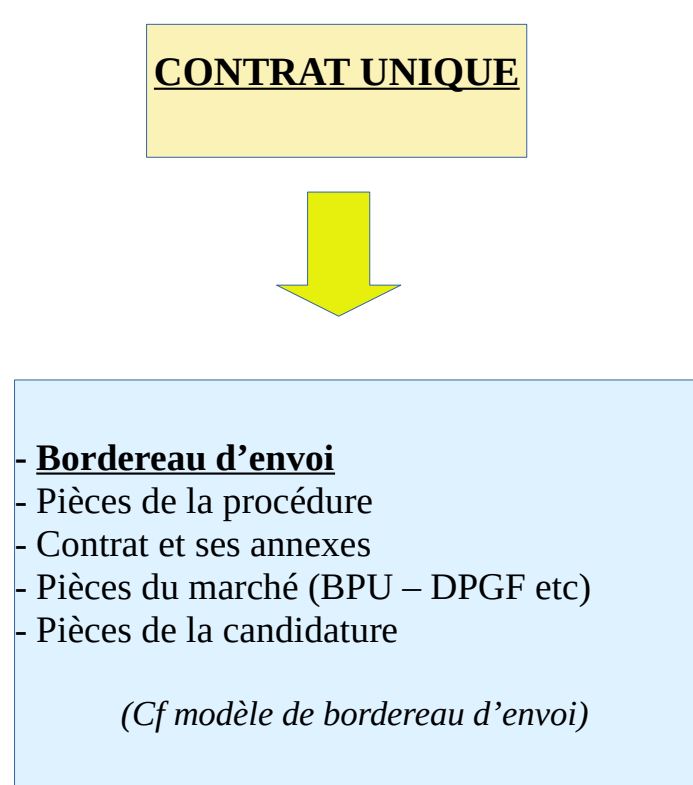 CONTRAT UNIQUE
- Bordereau d’envoi
- Pièces de la procédure
- Contrat et ses annexes
- Pièces du marché (BPU – DPGF etc)
- Pièces de la candidature
(Cf modèle de bordereau d’envoi)